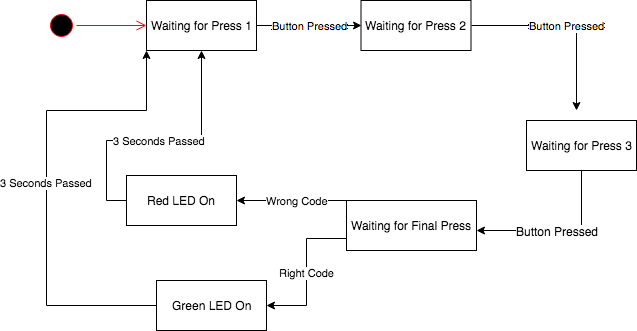 Waiting for Press 1
Button Pressed
Waiting for Press 2
Button Pressed
3 Seconds Passed
Waiting for Press 3
3 Seconds Passed
Red LED On
Wrong Code
Waiting for Final Press
Button Pressed
Right Code
Green LED On